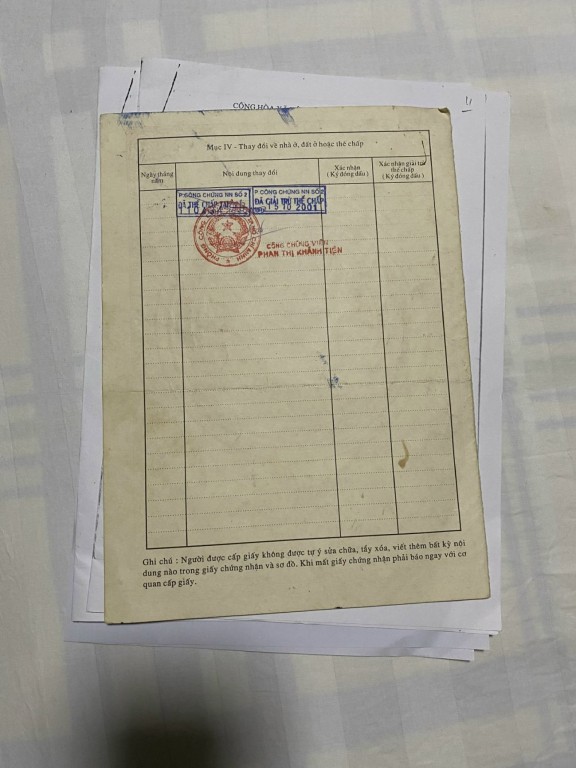 CỘNG HÒA
Mục IV - Thay đổi về nhà ở, đất ở hoặc thế chấp
Ngày tháng năm
Nội dung thay đổi
Xác nhận
( Ký đóng dấu )
Xác nhận giải trừ
thế chấp
( Ký đóng dấu )
P CÔNG CHỨNG NN SỐ 2
ĐÃ THẾ CHẤP
P CÔNG CHỨNG NN SỐ 2
ĐÃ GIẢI TRỪ THẾ CHẤP
15 10 2001
CÔNG CHỨNG VIÊN
PHAN THỊ KHÁNH TIỆN
Ghi chú : Người được cấp giấy không được tự ý sửa chữa, tẩy xóa, viết thêm bất kỳ nội
dung nào trong giấy chứng nhận và sơ đồ. Khi mất giấy chứng nhận phải báo ngay với cơ
quan cấp giấy.